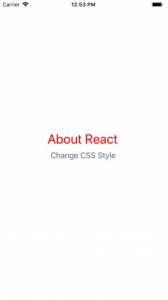 Carrier 12:53 PM
About React
Change CSS Style